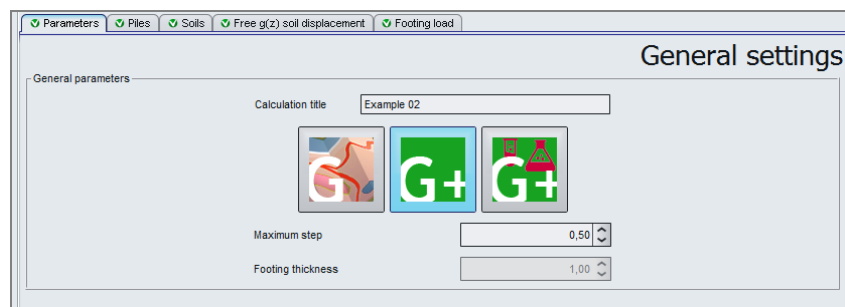 Parameters Piles Soils Free g(z) soil displacement Footing load
General settings
General parameters
Calculation title Example 02
G G+ G+
Maximum step 0,50
Footing thickness 1,00